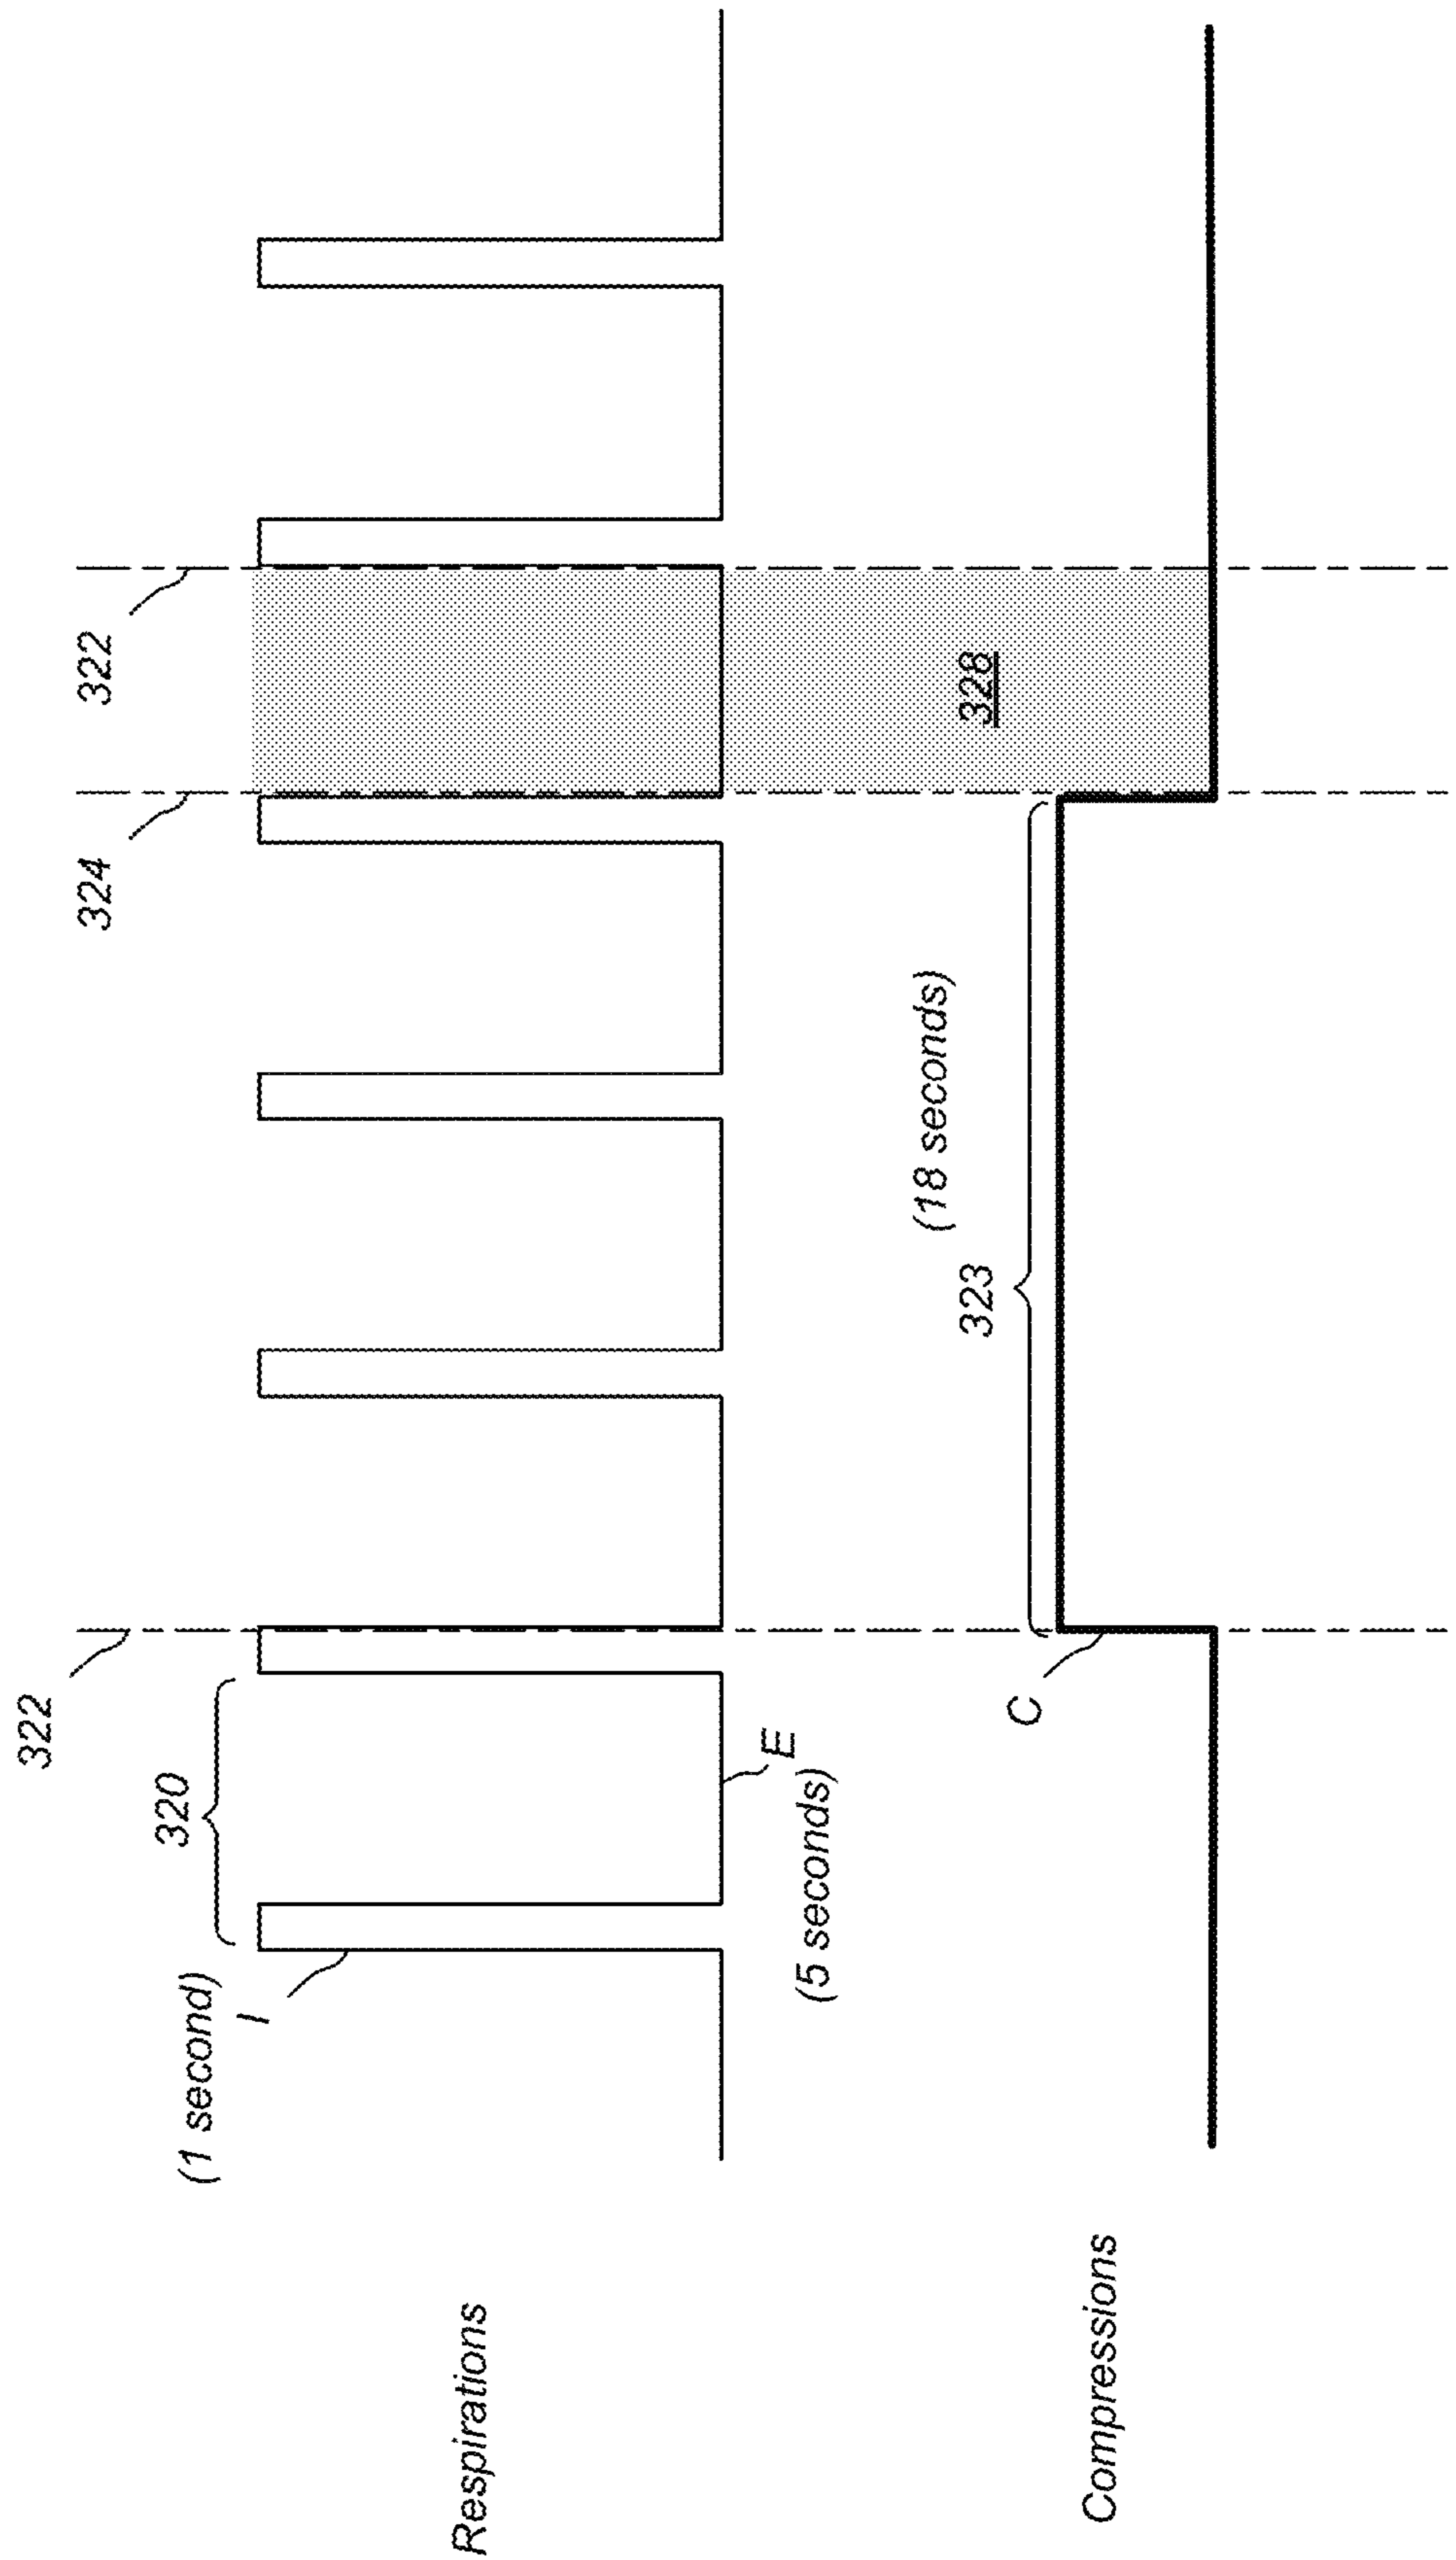 322
324
322
320
(1 second)
I
Respirations
E
(5 seconds)
(18 seconds)
323
328
C
Compressions